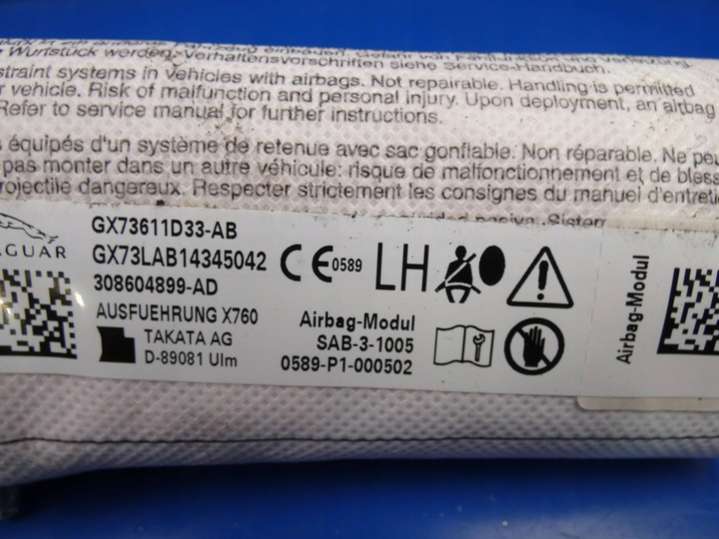 Wurfstück werden. Verhaltensvorschriften siehe Service-Handbuch.
straint systems in vehicles with airbags. Not repairable. Handling is permitted
r vehicle. Risk of malfunction and personal injury. Upon deployment, an airbag
Refer to service manual for further instructions.
s équipés d'un système de retenue avec sac gonflable. Non réparable. Ne peu
pas monter dans un autre véhicule: risque de malfonctionnement et de bless
rojectile dangereux. Respecter strictement les consignes du manuel d'entretie
GUAR
GX73611D33-AB
GX73LAB14345042
308604899-AD
AUSFUEHRUNG X760
TAKATA AG
D-89081 Ulm
CE 0589
LH
Airbag-Modul
SAB-3-1005
0589-P1-000502
Airbag-Modul